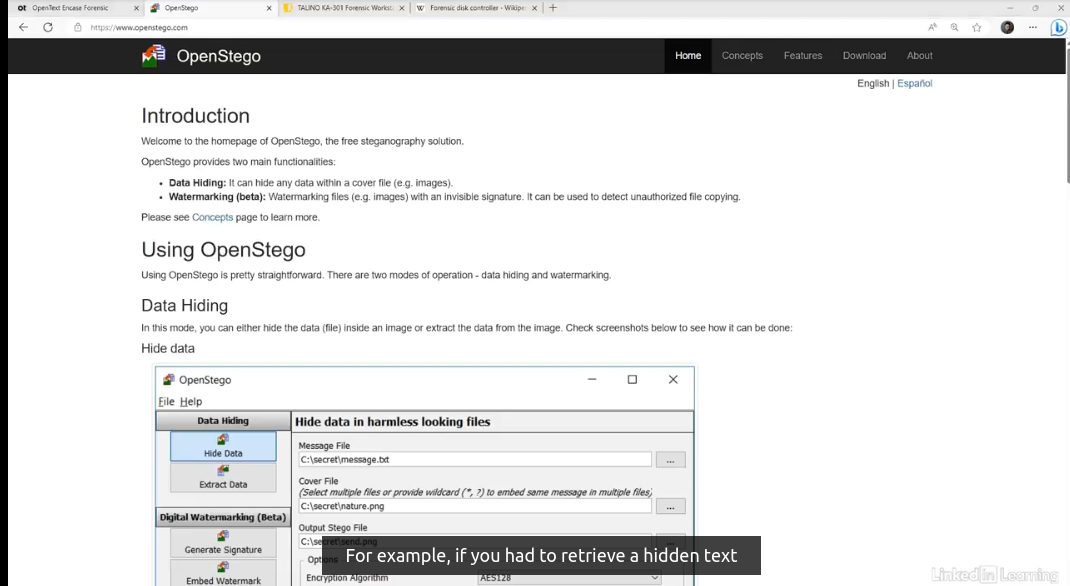 OpenText Encase Forensic
OpenStego
TALINO KA-301 Forensic Workst
Forensic disk controller - Wikipe
https://www.openstego.com
OpenStego
Home
Concepts
Features
Download
About
English | Español
Introduction
Welcome to the homepage of OpenStego, the free steganography solution.
OpenStego provides two main functionalities:
• Data Hiding: It can hide any data within a cover file (e.g. images).
• Watermarking (beta): Watermarking files (e.g. images) with an invisible signature. It can be used to detect unauthorized file copying.
Please see Concepts page to learn more.
Using OpenStego
Using OpenStego is pretty straightforward. There are two modes of operation - data hiding and watermarking.
Data Hiding
In this mode, you can either hide the data (file) inside an image or extract the data from the image. Check screenshots below to see how it can be done:
Hide data
OpenStego
File Help
Data Hiding
Hide Data
Extract Data
Digital Watermarking (Beta)
Generate Signature
Embed Watermark
Hide data in harmless looking files
Message File
C:\secret\message.txt
...
Cover File
(Select multiple files or provide wildcard (*, ?) to embed same message in multiple files)
C:\secret\nature.png
...
Output Stego File
C:\secret\send.png
...
Options
Encryption Algorithm
AES128
For example, if you had to retrieve a hidden text
LinkedIn Learning